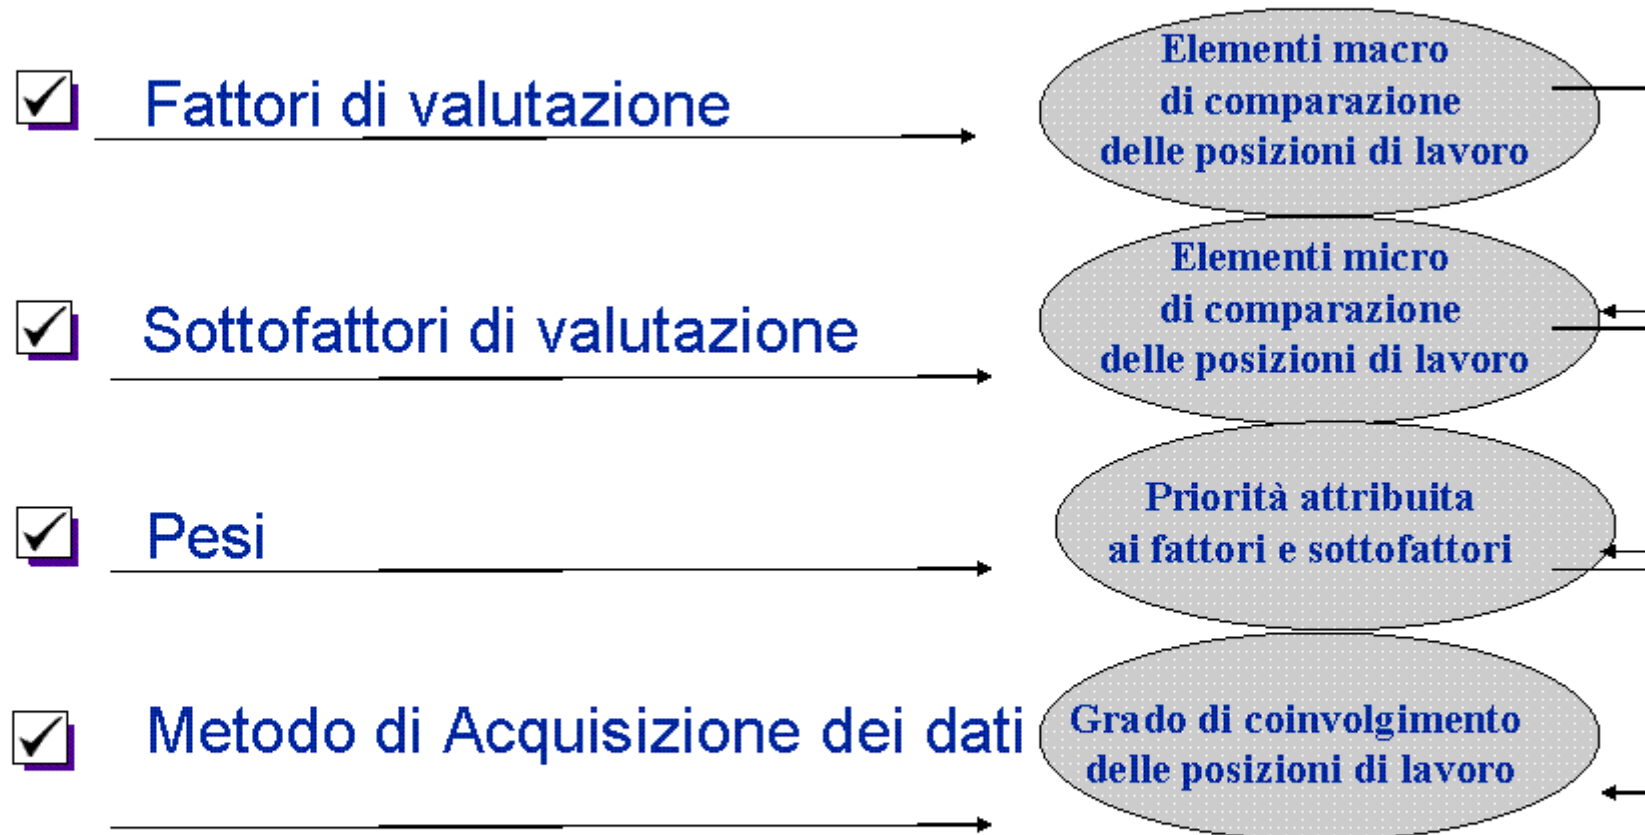 Fattori di valutazione
Elementi macro
di comparazione
delle posizioni di lavoro
Sottofattori di valutazione
Elementi micro
di comparazione
delle posizioni di lavoro
Pesi
Priorità attribuita
ai fattori e sottofattori
Metodo di Acquisizione dei dati
Grado di coinvolgimento
delle posizioni di lavoro